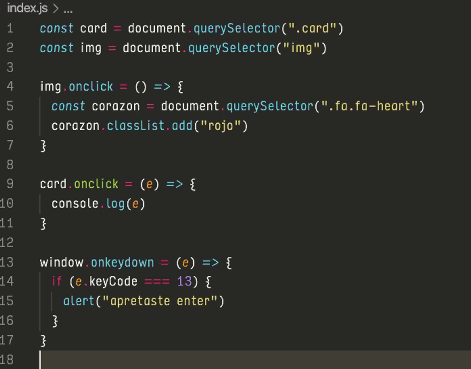 index.js > ...
1 const card = document.querySelector(".card")
2 const img = document.querySelector("img")
3
4 img.onclick = () => {
5   const corazon = document.querySelector(".fa.fa-heart")
6   corazon.classList.add("rojo")
7 }
8
9 card.onclick = (e) => {
10   console.log(e)
11 }
12
13 window.onkeydown = (e) => {
14   if (e.keyCode === 13) {
15     alert("apretaste enter")
16   }
17 }
18